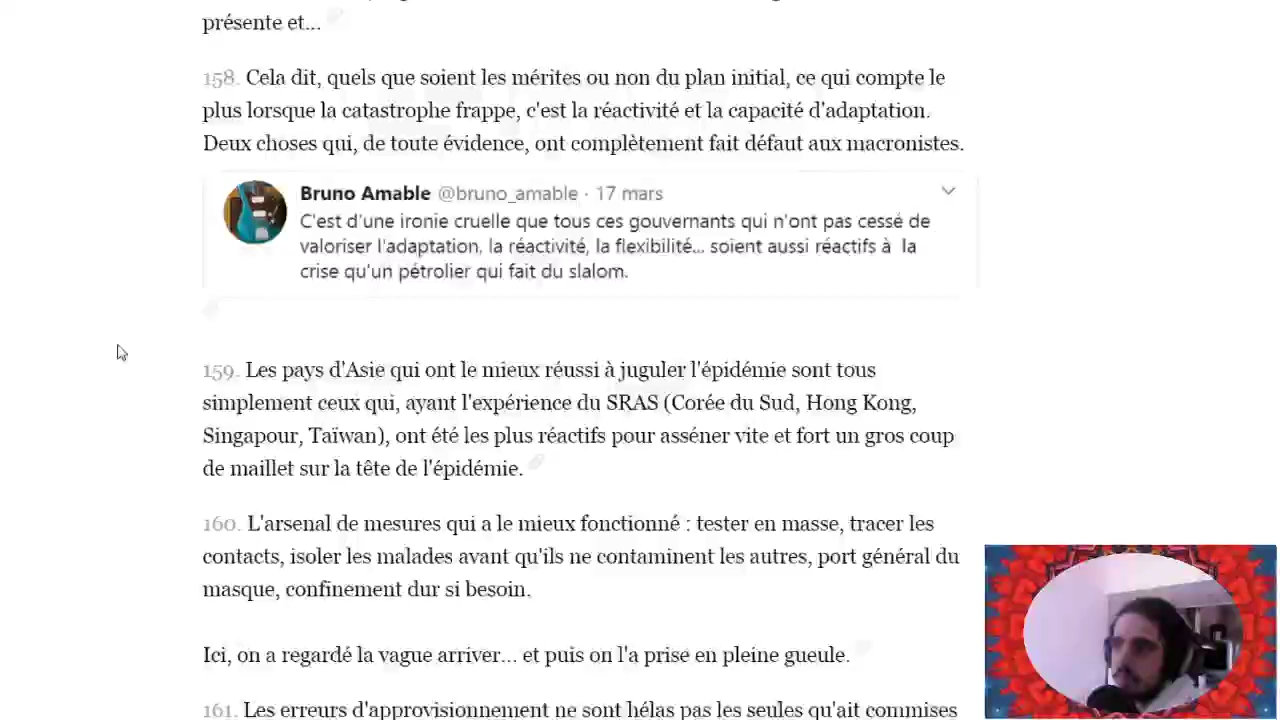 présente et...
158. Cela dit, quels que soient les mérites ou non du plan initial, ce qui compte le
plus lorsque la catastrophe frappe, c'est la réactivité et la capacité d'adaptation.
Deux choses qui, de toute évidence, ont complètement fait défaut aux macronistes.
Bruno Amable @bruno_amable · 17 mars
C'est d'une ironie cruelle que tous ces gouvernants qui n'ont pas cessé de
valoriser l'adaptation, la réactivité, la flexibilité... soient aussi réactifs à la
crise qu'un pétrolier qui fait du slalom.
159. Les pays d'Asie qui ont le mieux réussi à juguler l'épidémie sont tous
simplement ceux qui, ayant l'expérience du SRAS (Corée du Sud, Hong Kong,
Singapour, Taïwan), ont été les plus réactifs pour asséner vite et fort un gros coup
de maillet sur la tête de l'épidémie.
160. L'arsenal de mesures qui a le mieux fonctionné : tester en masse, tracer les
contacts, isoler les malades avant qu'ils ne contaminent les autres, port général du
masque, confinement dur si besoin.
Ici, on a regardé la vague arriver... et puis on l'a prise en pleine gueule.
161. Les erreurs d'approvisionnement ne sont hélas pas les seules qu'ait commises